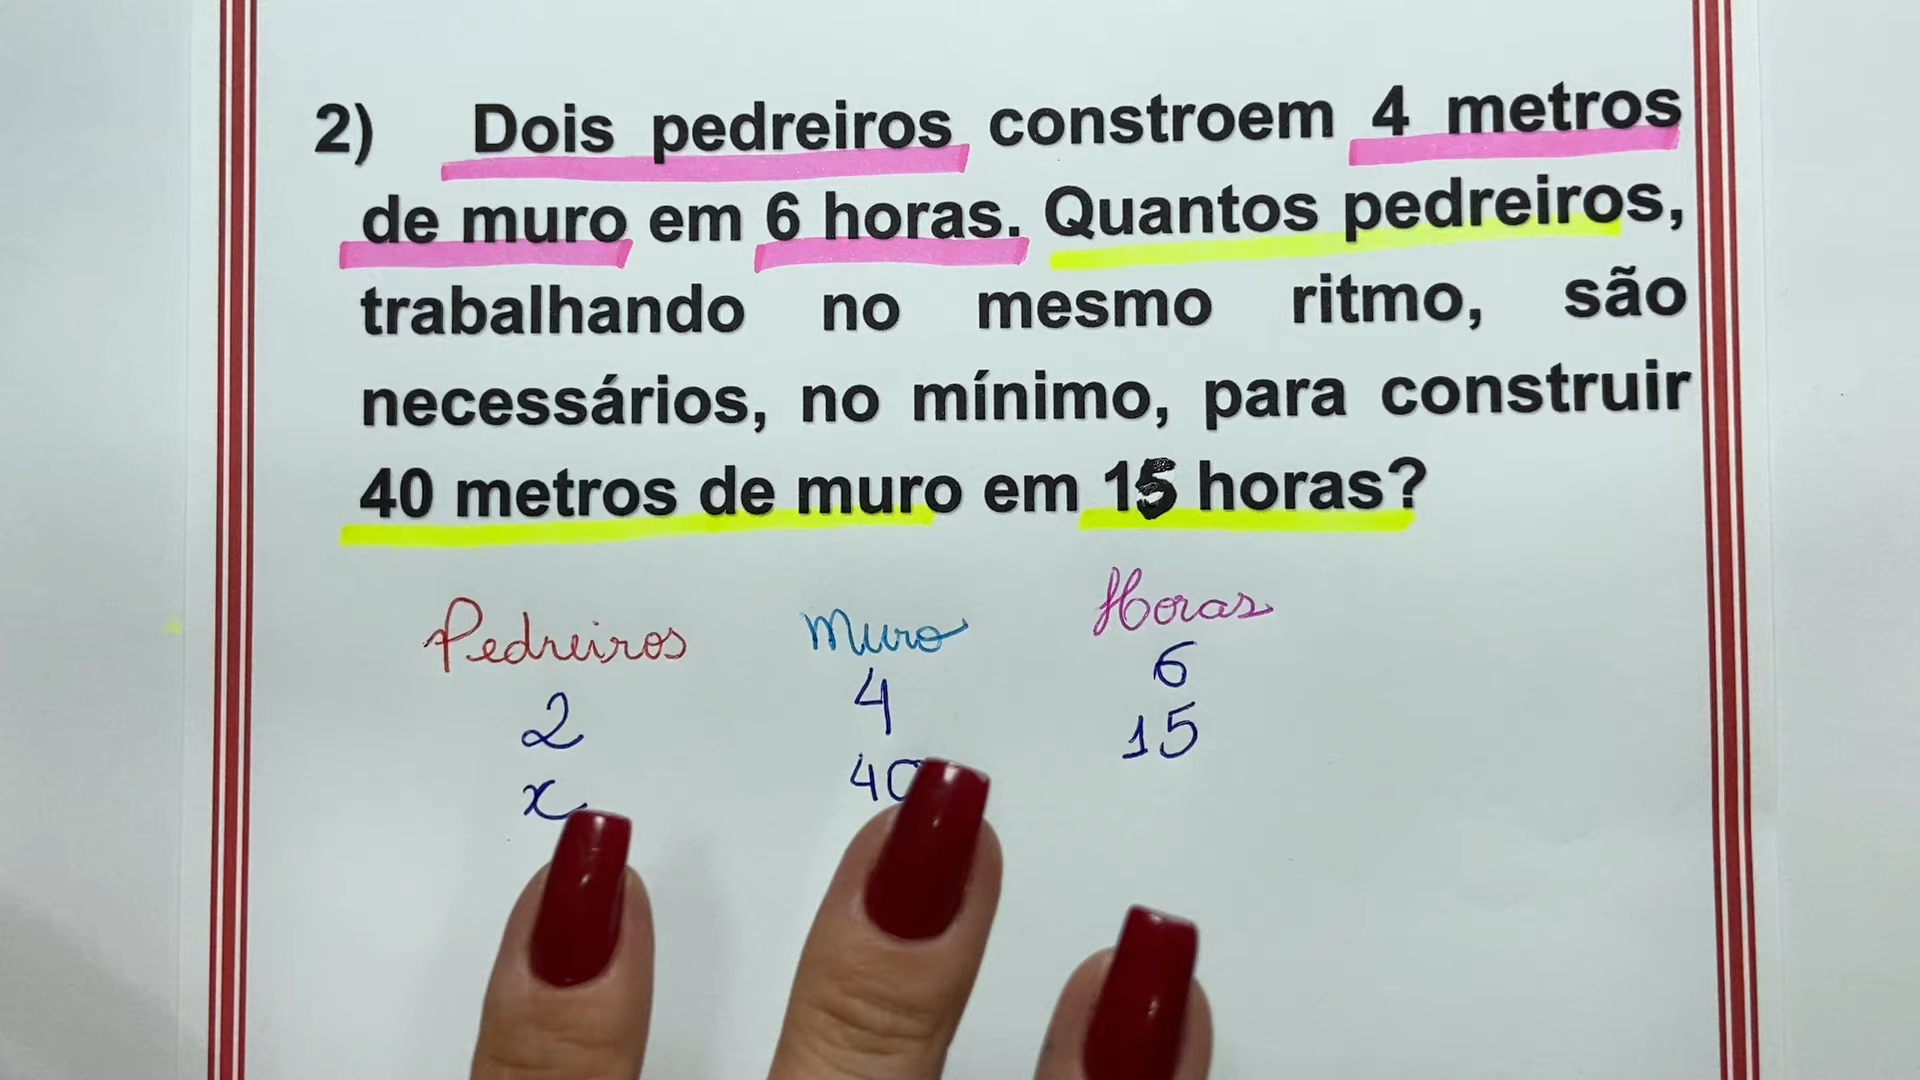 2) Dois pedreiros constroem 4 metros
de muro em 6 horas. Quantos pedreiros,
trabalhando no mesmo ritmo, são
necessários, no mínimo, para construir
40 metros de muro em 15 horas?
Pedreiros Muro Horas
2 4 6
x 40 15